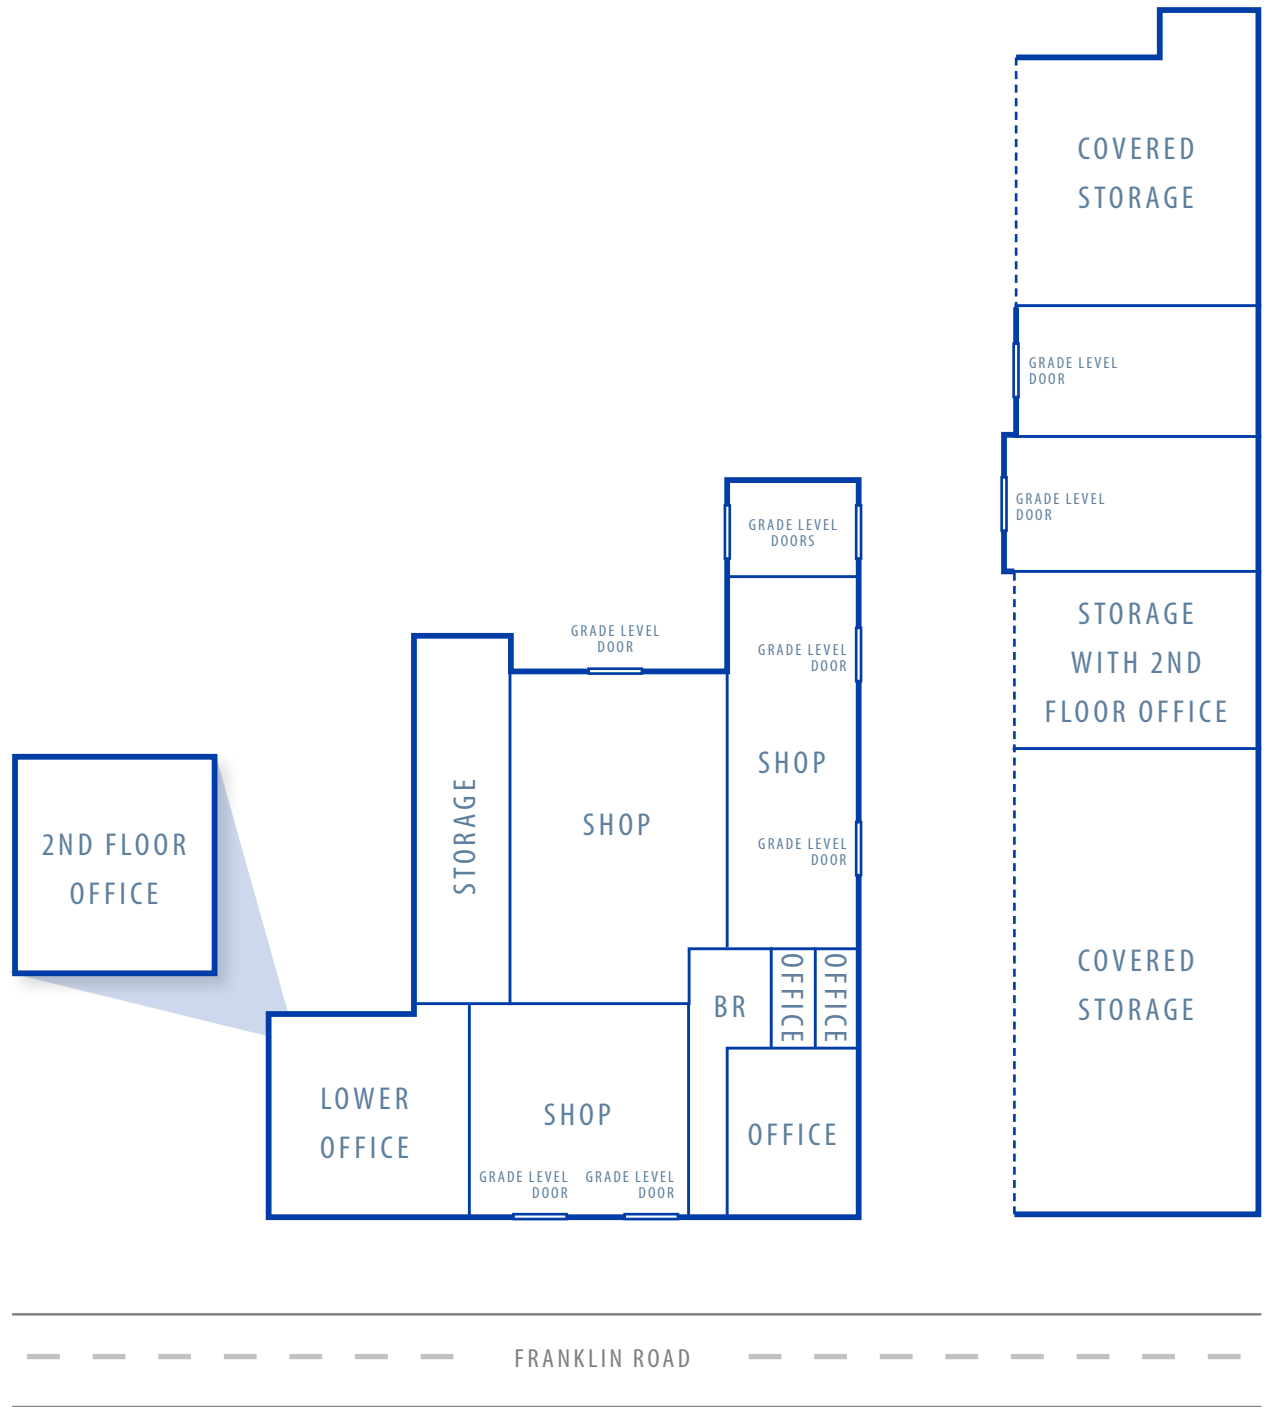 COVERED
STORAGE
GRADE LEVEL
DOOR
GRADE LEVEL
DOOR
STORAGE
WITH 2ND
FLOOR OFFICE
COVERED
STORAGE
GRADE LEVEL
DOORS
GRADE LEVEL
DOOR
GRADE LEVEL
DOOR
SHOP
GRADE LEVEL
DOOR
STORAGE
SHOP
2ND FLOOR
OFFICE
BR
OFFICE
OFFICE
LOWER
OFFICE
SHOP
OFFICE
GRADE LEVEL
DOOR
GRADE LEVEL
DOOR
FRANKLIN ROAD